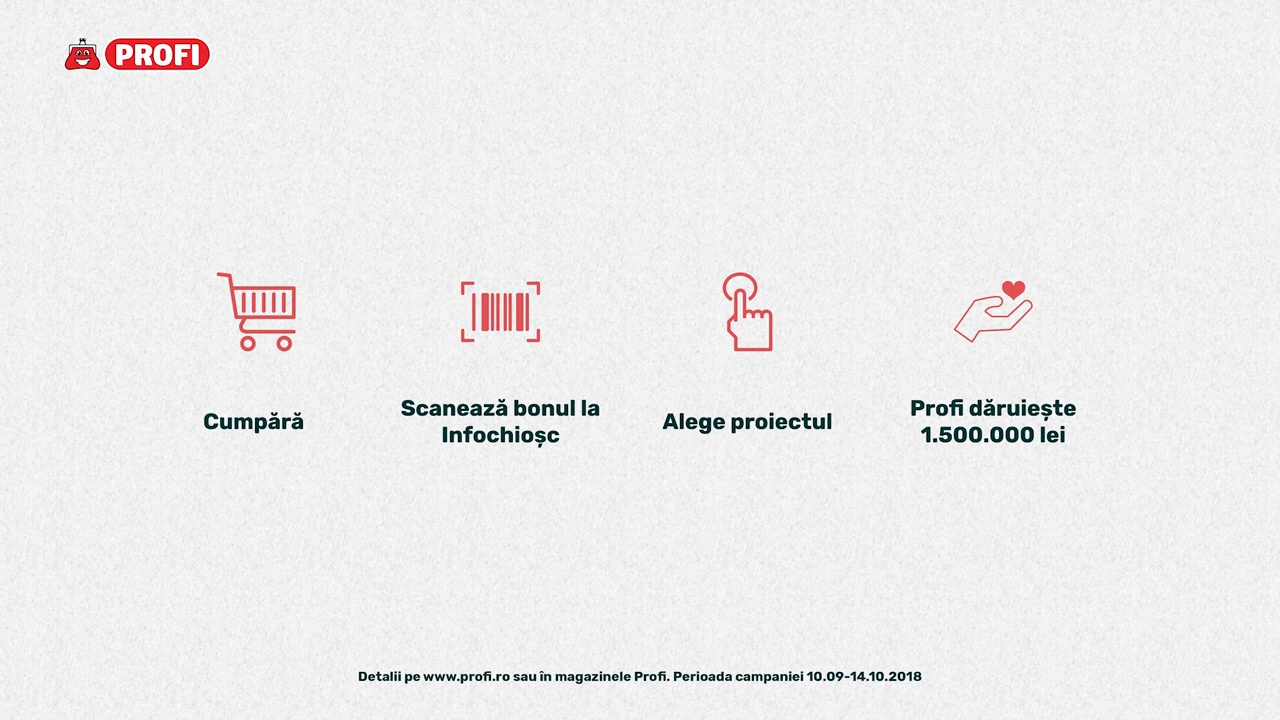 PROFI
Cumpără
Scanează bonul la
Infochioșc
Alege proiectul
Profi dăruiește
1.500.000 lei
Detalii pe www.profi.ro sau în magazinele Profi. Perioada campaniei 10.09-14.10.2018